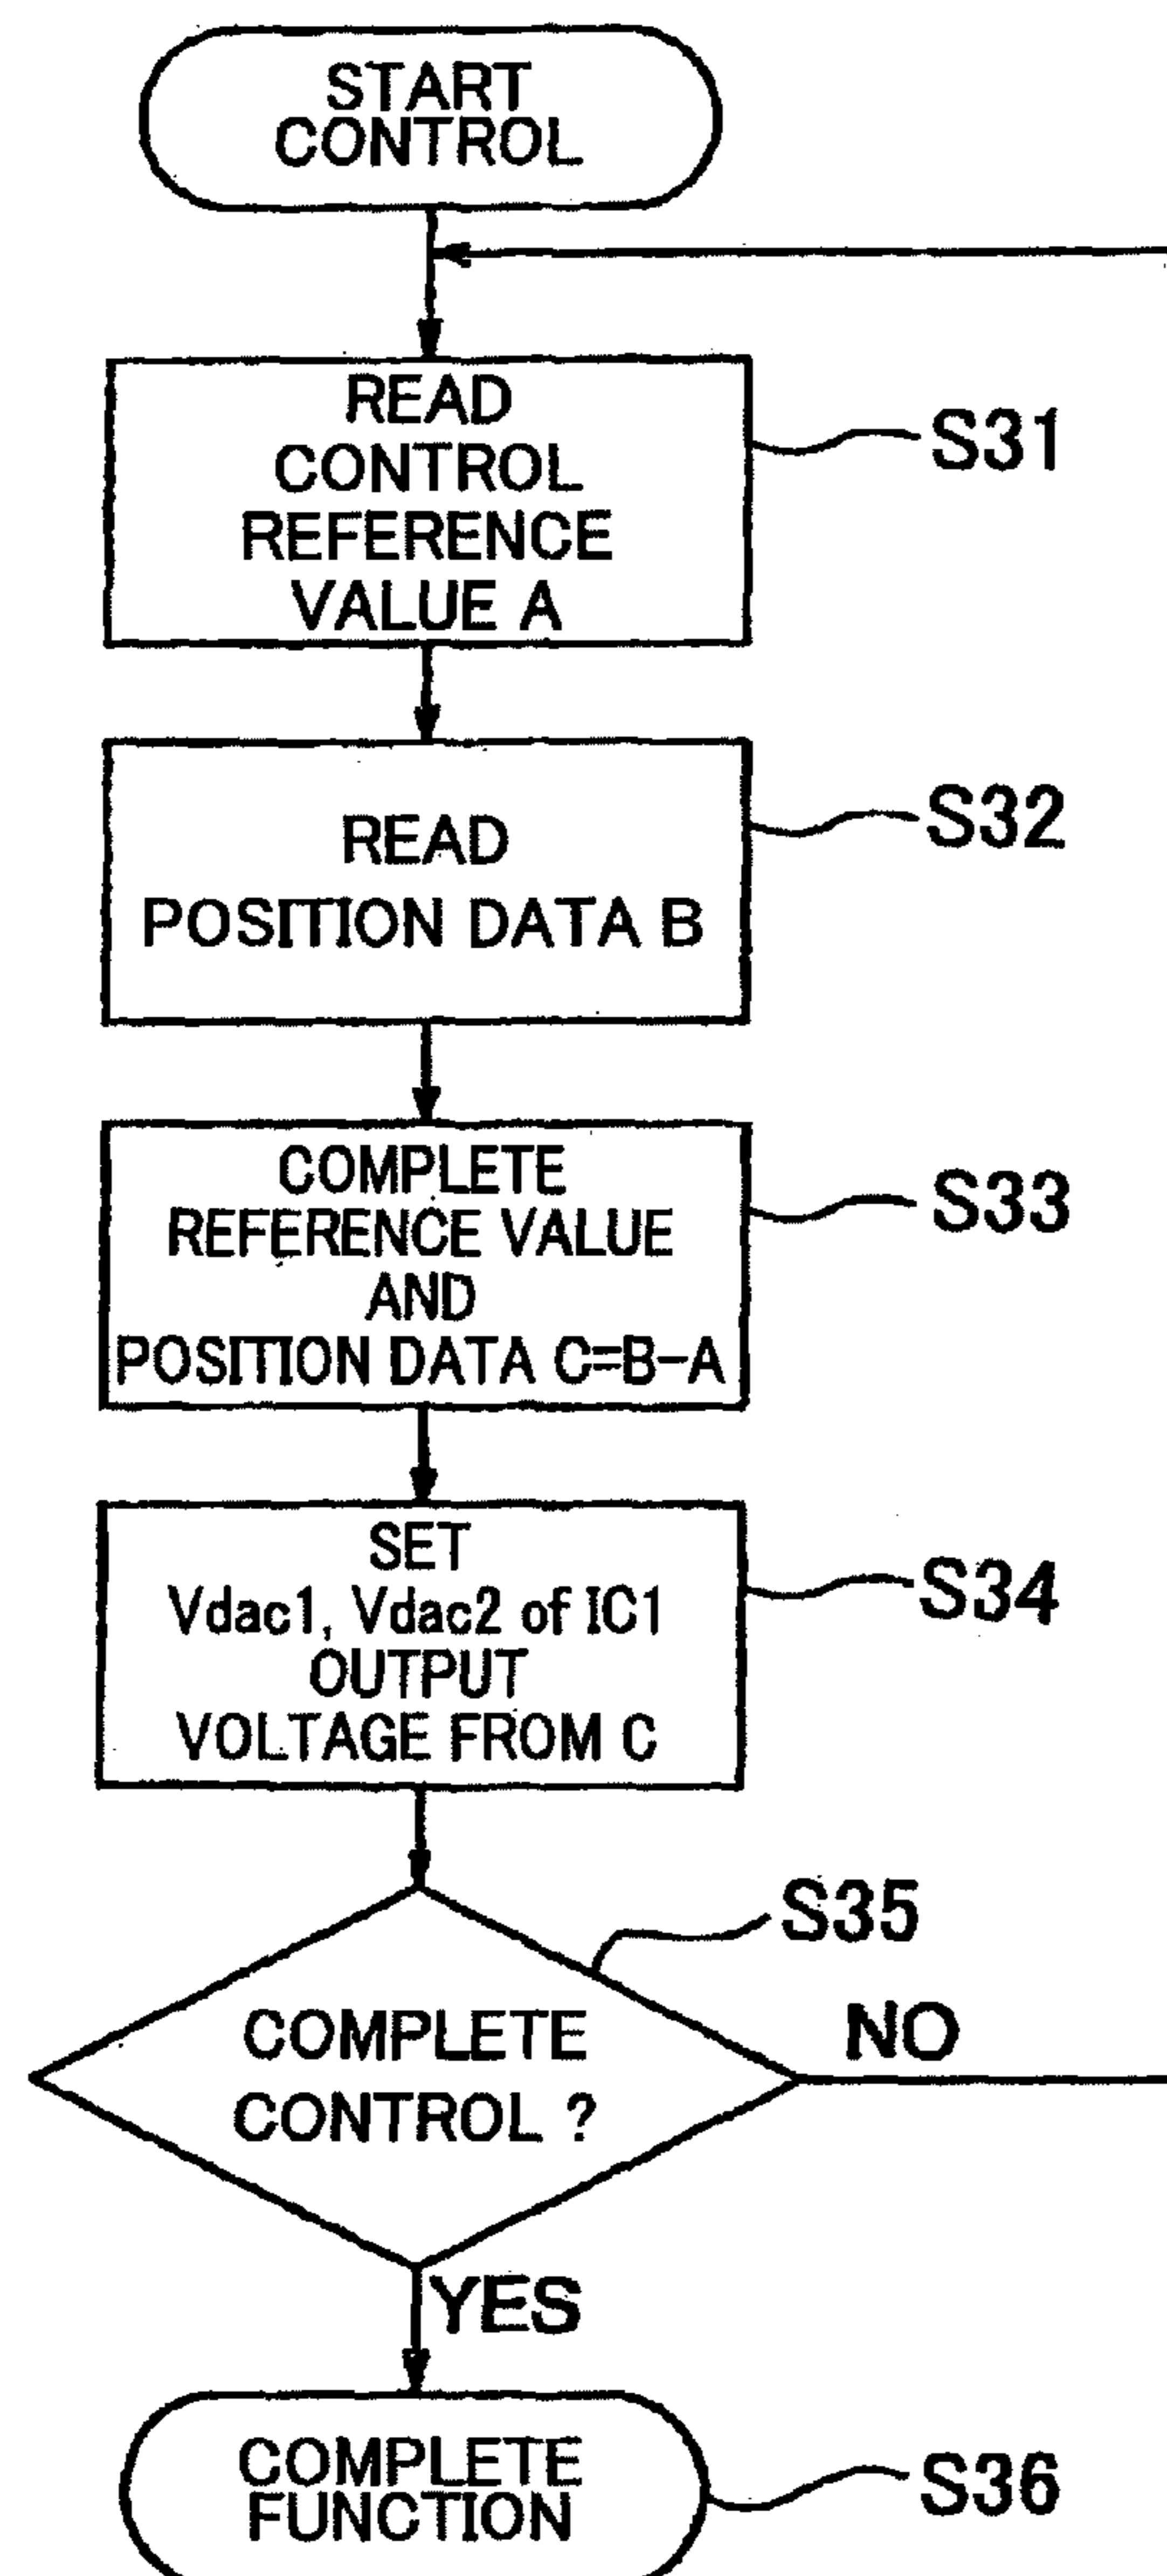 START
CONTROL
READ
CONTROL
REFERENCE
VALUE A
S31
READ
POSITION DATA B
S32
COMPLETE
REFERENCE VALUE
AND
POSITION DATA C=B-A
S33
SET
Vdac1, Vdac2 of IC1
OUTPUT
VOLTAGE FROM C
S34
S35
COMPLETE
CONTROL ?
NO
YES
COMPLETE
FUNCTION
S36